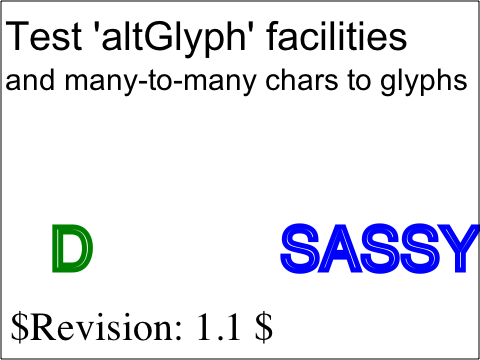 Test 'altGlyph' facilities
and many-to-many chars to glyphs
D SASSY
$Revision: 1.1 $